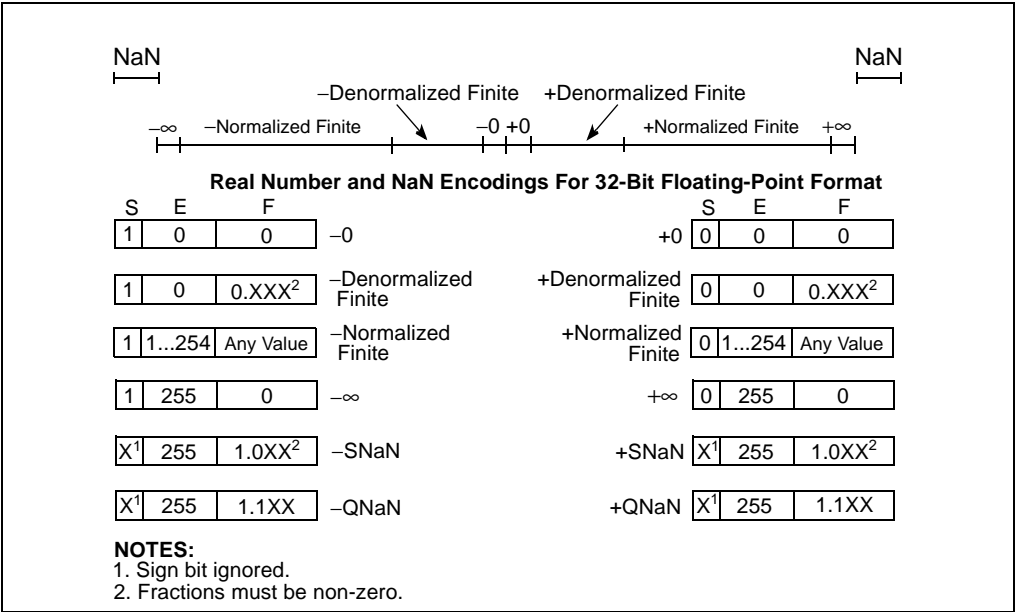 NaN NaN
−Denormalized Finite +Denormalized Finite
−∞ −Normalized Finite −0 +0 +Normalized Finite +∞
Real Number and NaN Encodings For 32-Bit Floating-Point Format
S E F S E F
1 0 0 −0 +0 0 0 0
1 0 0.XXX² −Denormalized Finite +Denormalized Finite 0 0 0.XXX²
1 1...254 Any Value −Normalized Finite +Normalized Finite 0 1...254 Any Value
1 255 0 −∞ +∞ 0 255 0
X¹ 255 1.0XX² −SNaN +SNaN X¹ 255 1.0XX²
X¹ 255 1.1XX −QNaN +QNaN X¹ 255 1.1XX
NOTES:
1. Sign bit ignored.
2. Fractions must be non-zero.